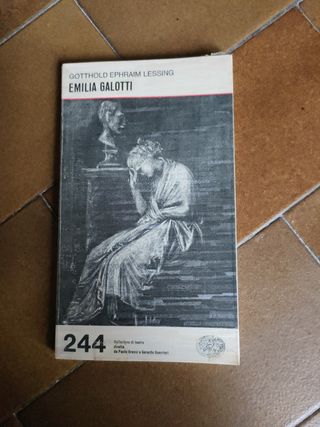 GOTTHOLD EPHRAIM LESSING
EMILIA GALOTTI
244
Collezione di teatro
diretta
da Paolo Grassi e Gerardo Guerrieri